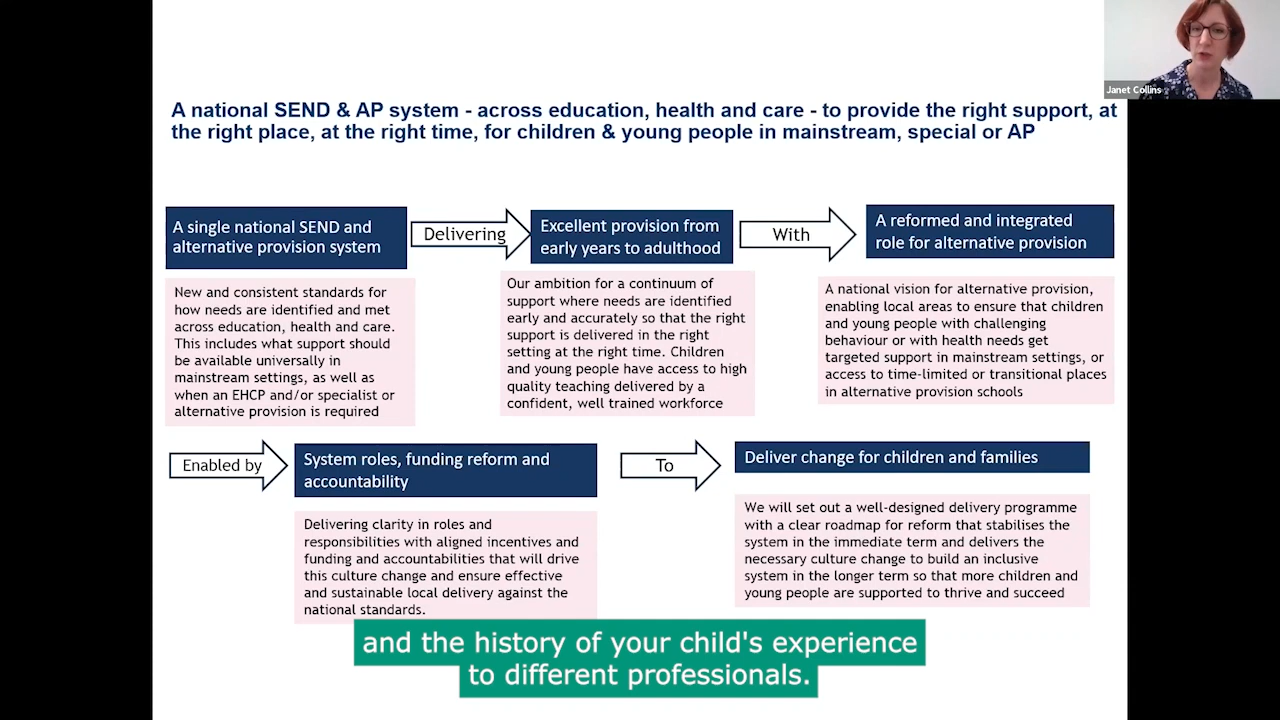 Janet Collins
A national SEND & AP system - across education, health and care - to provide the right support, at
the right place, at the right time, for children & young people in mainstream, special or AP
A single national SEND and
alternative provision system
Delivering
Excellent provision from
early years to adulthood
With
A reformed and integrated
role for alternative provision
New and consistent standards for
how needs are identified and met
across education, health and care.
This includes what support should
be available universally in
mainstream settings, as well as
when an EHCP and/or specialist or
alternative provision is required
Our ambition for a continuum of
support where needs are identified
early and accurately so that the right
support is delivered in the right
setting at the right time. Children
and young people have access to high
quality teaching delivered by a
confident, well trained workforce
A national vision for alternative provision,
enabling local areas to ensure that children
and young people with challenging
behaviour or with health needs get
targeted support in mainstream settings, or
access to time-limited or transitional places
in alternative provision schools
Enabled by
System roles, funding reform and
accountability
To
Deliver change for children and families
Delivering clarity in roles and
responsibilities with aligned incentives and
funding and accountabilities that will drive
this culture change and ensure effective
and sustainable local delivery against the
national standards.
We will set out a well-designed delivery programme
with a clear roadmap for reform that stabilises the
system in the immediate term and delivers the
necessary culture change to build an inclusive
system in the longer term so that more children and
young people are supported to thrive and succeed
and the history of your child's experience
to different professionals.